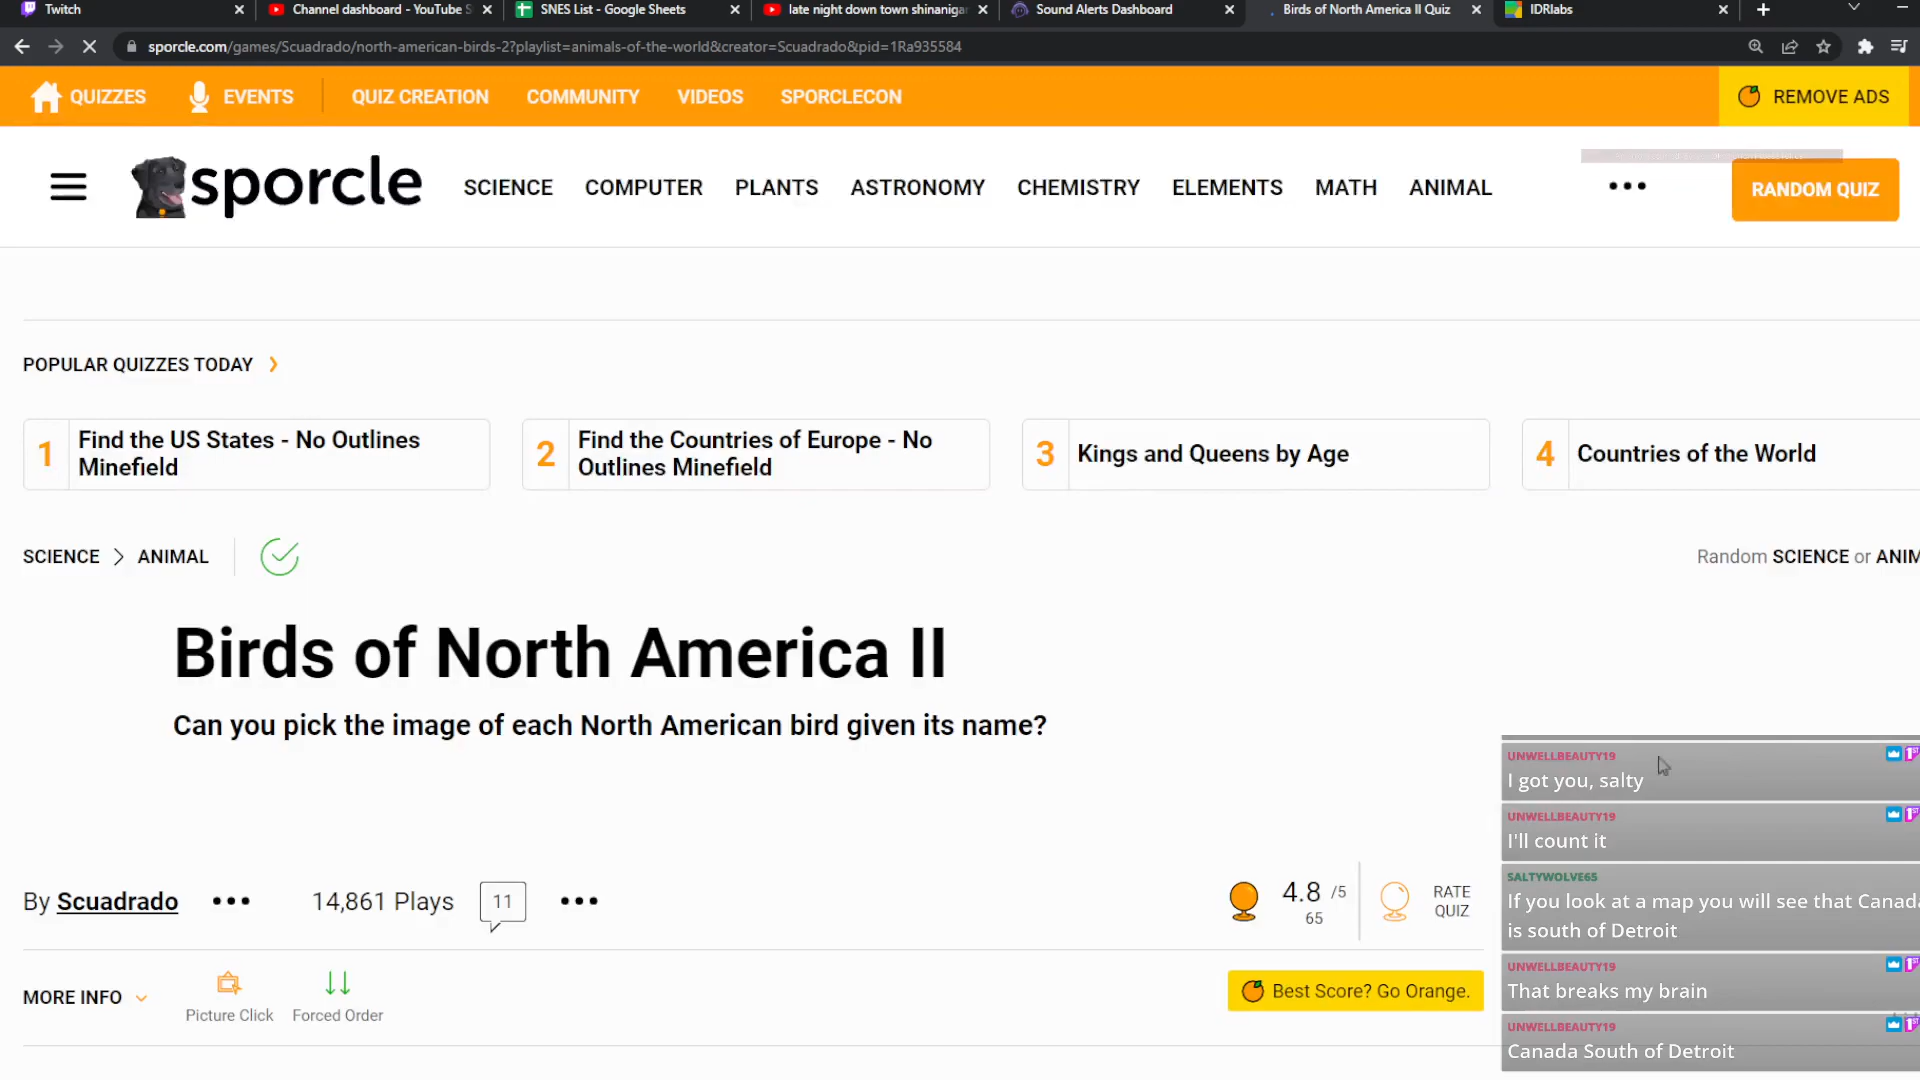 Twitch
Channel dashboard - YouTube S
SNES List - Google Sheets
late night down town shinanigan
Sound Alerts Dashboard
Birds of North America II Quiz
IDRlabs
sporcle.com/games/Scuadrado/north-american-birds-2?playlist=animals-of-the-world&creator=Scuadrado&pid=1Ra935584
QUIZZES
EVENTS
QUIZ CREATION
COMMUNITY
VIDEOS
SPORCLECON
REMOVE ADS
sporcle
SCIENCE
COMPUTER
PLANTS
ASTRONOMY
CHEMISTRY
ELEMENTS
MATH
ANIMAL
RANDOM QUIZ
POPULAR QUIZZES TODAY
1
Find the US States - No Outlines
Minefield
2
Find the Countries of Europe - No
Outlines Minefield
3
Kings and Queens by Age
4
Countries of the World
SCIENCE > ANIMAL
Random SCIENCE or ANIM
Birds of North America II
Can you pick the image of each North American bird given its name?
By Scuadrado
14,861 Plays
11
4.8 /5
65
RATE
QUIZ
MORE INFO
Picture Click
Forced Order
Best Score? Go Orange.
UNWELLBEAUTY19
I got you, salty
UNWELLBEAUTY19
I'll count it
SALTYWOLVE65
If you look at a map you will see that Canada
is south of Detroit
UNWELLBEAUTY19
That breaks my brain
UNWELLBEAUTY19
Canada South of Detroit